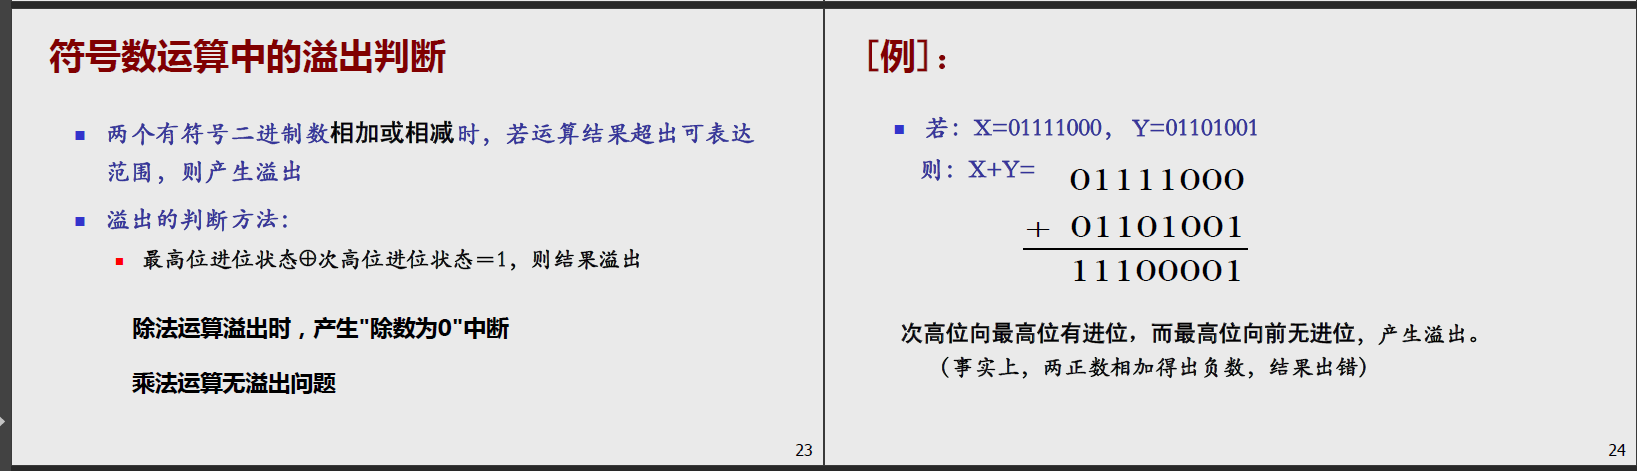 符号数运算中的溢出判断
两个有符号二进制数相加或相减时，若运算结果超出可表达
范围，则产生溢出
溢出的判断方法：
最高位进位状态⊕次高位进位状态＝1，则结果溢出
除法运算溢出时，产生"除数为0"中断
乘法运算无溢出问题
23
[例]：
若：X=01111000， Y=01101001
则：X+Y=
01111000
+ 01101001
11100001
次高位向最高位有进位，而最高位向前无进位，产生溢出。
（事实上，两正数相加得出负数，结果出错）
24